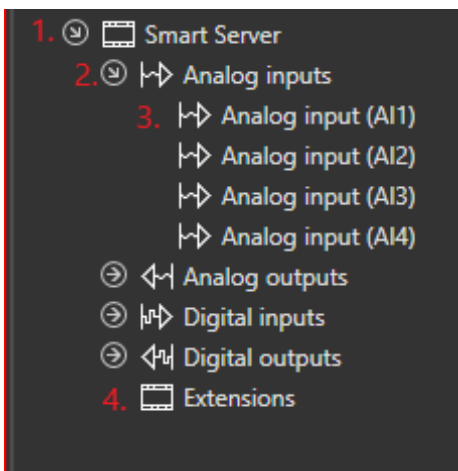 1. Smart Server
2. Analog inputs
3. Analog input (AI1)
Analog input (AI2)
Analog input (AI3)
Analog input (AI4)
Analog outputs
Digital inputs
Digital outputs
4. Extensions